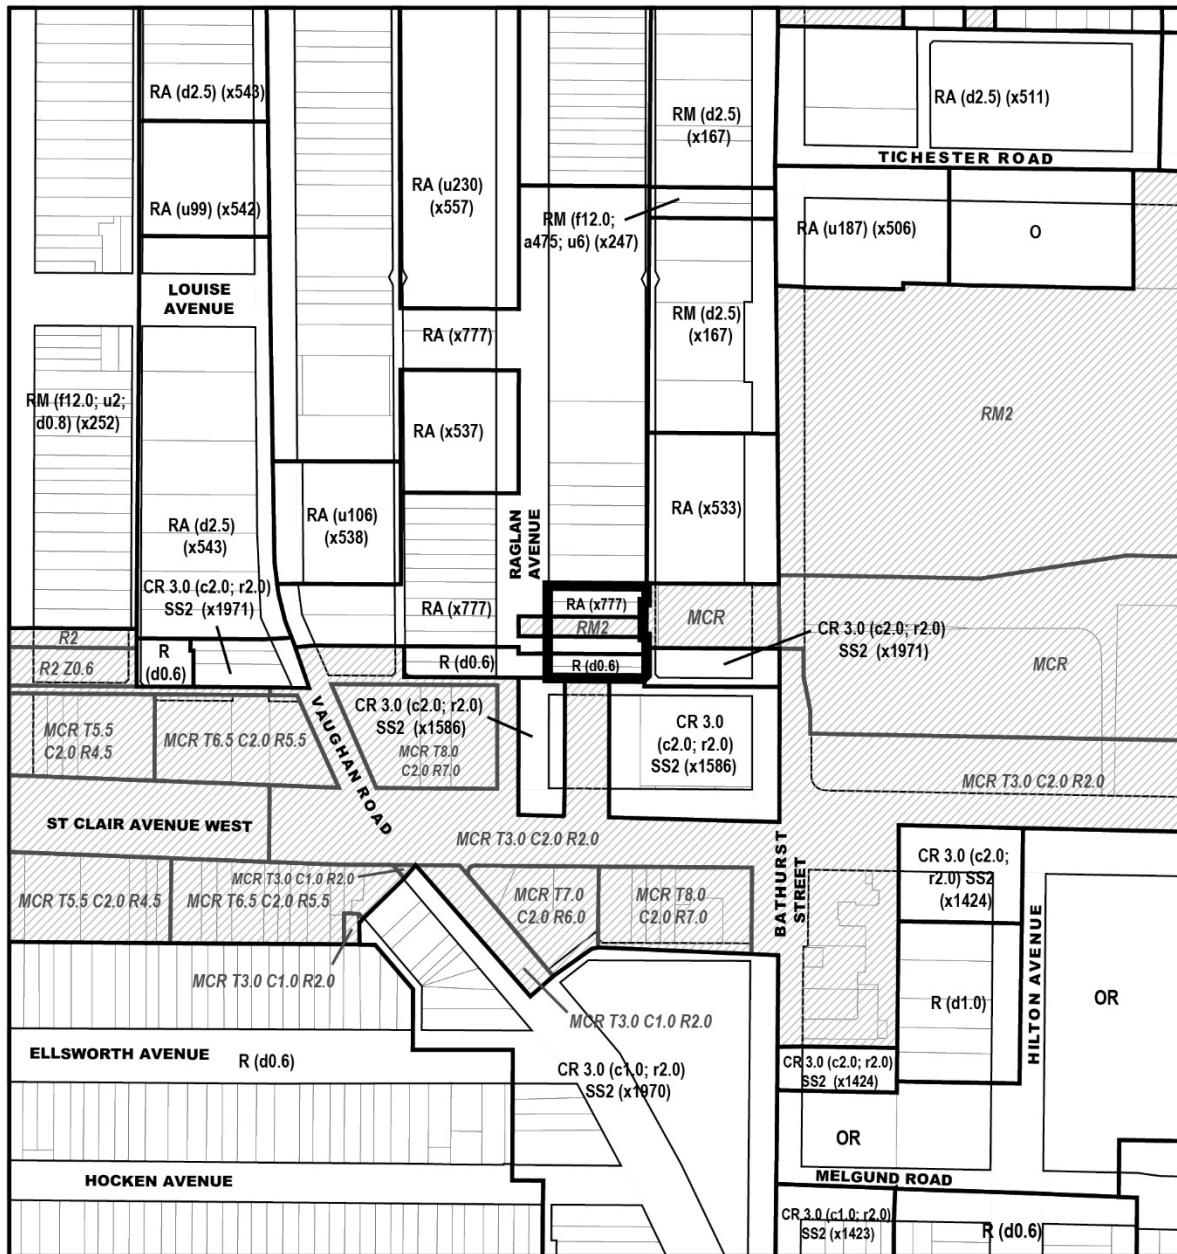 RA (d2.5) (x543)
RA (d2.5) (x511)
RM (d2.5)
(x167)
TICHESTER ROAD
RA (u230)
(x557)
RA (u99) (x542)
RM (f12.0;
a475; u6) (x247)
RA (u187) (x506)
O
LOUISE
AVENUE
RA (x777)
RM (d2.5)
(x167)
RM (f12.0; u2;
d0.8) (x252)
RA (x537)
RM2
RA (d2.5)
(x543)
RA (u106)
(x538)
RAGLAN
AVENUE
RA (x533)
CR 3.0 (c2.0; r2.0)
SS2 (x1971)
RA (x777)
RA (x777)
RM2
MCR
CR 3.0 (c2.0; r2.0)
SS2 (x1971)
R2
R2 Z0.6
R
(d0.6)
R (d0.6)
R (d0.6)
MCR
VAUGHAN ROAD
CR 3.0 (c2.0; r2.0)
SS2 (x1586)
MCR T8.0
C2.0 R7.0
CR 3.0
(c2.0; r2.0)
SS2 (x1586)
MCR T5.5
C2.0 R4.5
MCR T6.5 C2.0 R5.5
MCR T3.0 C2.0 R2.0
ST CLAIR AVENUE WEST
MCR T3.0 C2.0 R2.0
BATHURST
STREET
CR 3.0 (c2.0;
r2.0) SS2
(x1424)
MCR T3.0 C1.0 R2.0
MCR T5.5 C2.0 R4.5
MCR T6.5 C2.0 R5.5
MCR T7.0
C2.0 R6.0
MCR T8.0
C2.0 R7.0
HILTON AVENUE
MCR T3.0 C1.0 R2.0
OR
R (d1.0)
MCR T3.0 C1.0 R2.0
ELLSWORTH AVENUE
R (d0.6)
CR 3.0 (c1.0; r2.0)
SS2 (x1970)
CR 3.0 (c2.0; r2.0)
SS2 (x1424)
OR
HOCKEN AVENUE
MELGUND ROAD
CR 3.0 (c1.0; r2.0)
SS2 (x1423)
R (d0.6)